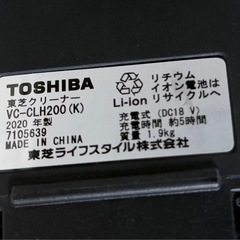 TOSHIBA
東芝クリーナー
VC-CLH200(K)
2020 年製
7105639
MADE IN CHINA
Li-ion
リチウム
イオン電池は
リサイクルへ
充電式 (DC18 V)
充電時間 約5時間
質量 1.9kg
東芝ライフスタイル株式会社